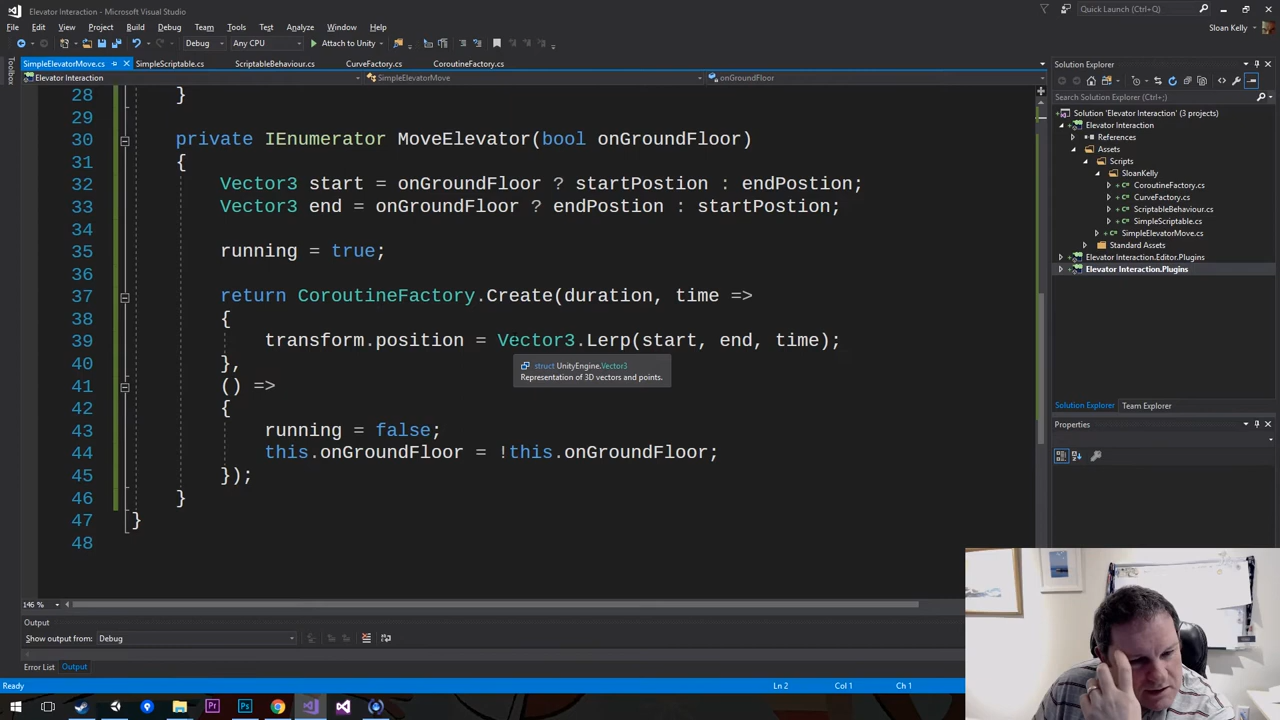 Elevator Interaction - Microsoft Visual Studio
Quick Launch (Ctrl+Q)
File Edit View Project Build Debug Team Tools Test Analyze Window Help
Sloan Kelly
Debug Any CPU Attach to Unity
Toolbox
SimpleElevatorMove.cs SimpleScriptable.cs ScriptableBehaviour.cs CurveFactory.cs CoroutineFactory.cs
Elevator Interaction SimpleElevatorMove onGroundFloor
28 }
29
30 private IEnumerator MoveElevator(bool onGroundFloor)
31 {
32 Vector3 start = onGroundFloor ? startPostion : endPostion;
33 Vector3 end = onGroundFloor ? endPostion : startPostion;
34
35 running = true;
36
37 return CoroutineFactory.Create(duration, time =>
38 {
39 transform.position = Vector3.Lerp(start, end, time);
40 },
struct UnityEngine.Vector3
Representation of 3D vectors and points.
41 () =>
42 {
43 running = false;
44 this.onGroundFloor = !this.onGroundFloor;
45 });
46 }
47 }
48
146 %
Output
Show output from: Debug
Error List Output
Ready Ln 2 Col 1 Ch 1
Solution Explorer
Search Solution Explorer (Ctrl+;)
Solution 'Elevator Interaction' (3 projects)
Elevator Interaction
References
Assets
Scripts
SloanKelly
CoroutineFactory.cs
CurveFactory.cs
ScriptableBehaviour.cs
SimpleScriptable.cs
SimpleElevatorMove.cs
Standard Assets
Elevator Interaction.Editor.Plugins
Elevator Interaction.Plugins
Solution Explorer Team Explorer
Properties